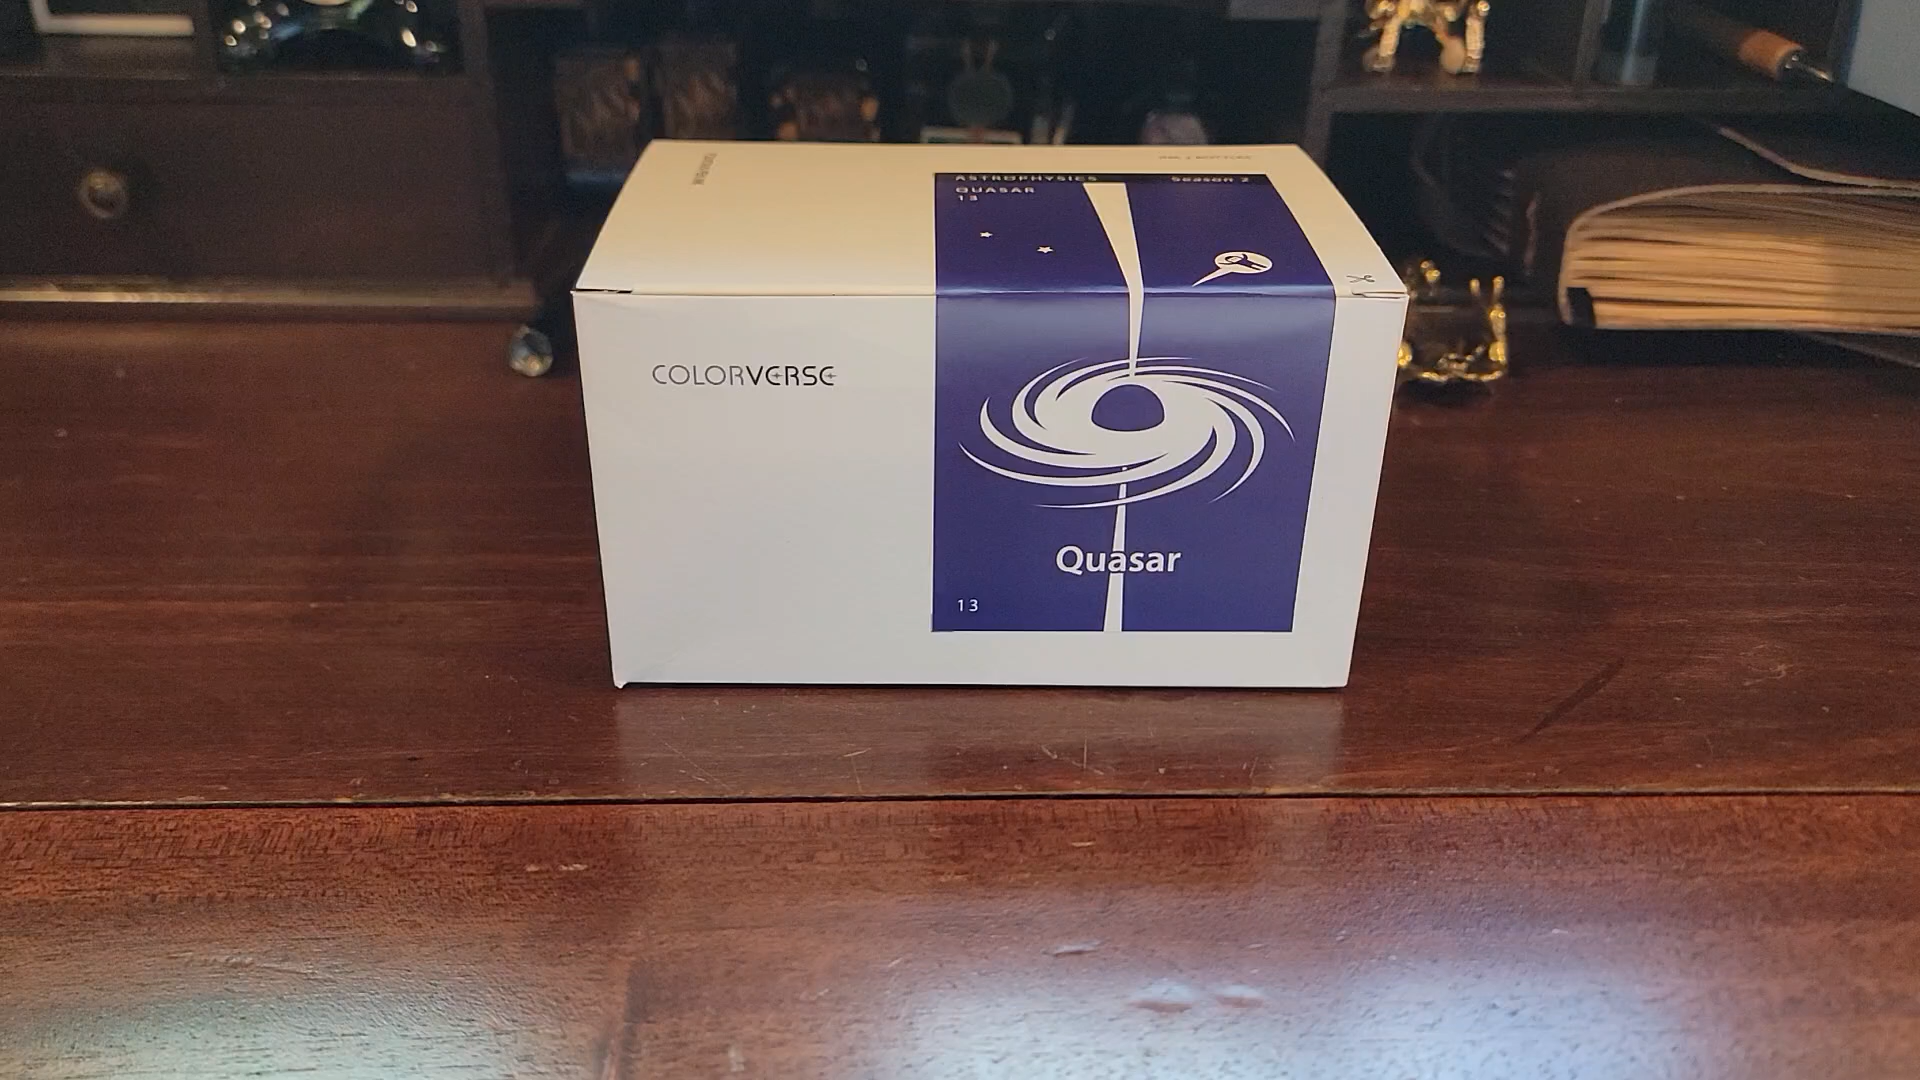 ASTROPHYSICS Season 2
QUASAR
13
COLORVERSE
Quasar
13